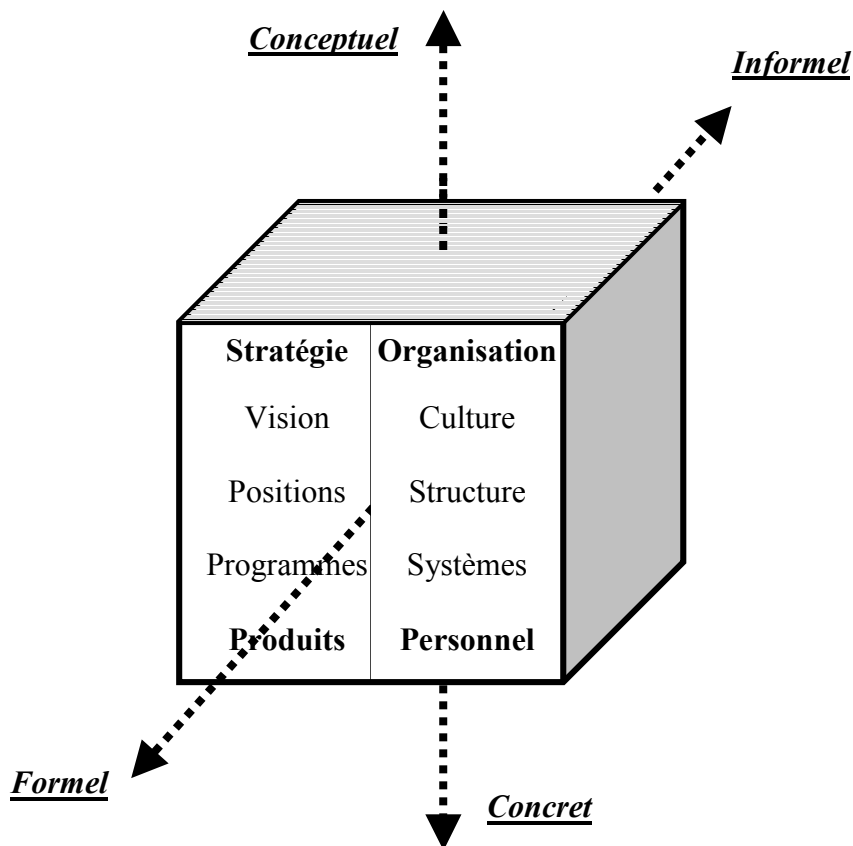 Conceptuel
Informel
Stratégie Organisation
Vision Culture
Positions Structure
Programmes Systèmes
Produits Personnel
Formel
Concret